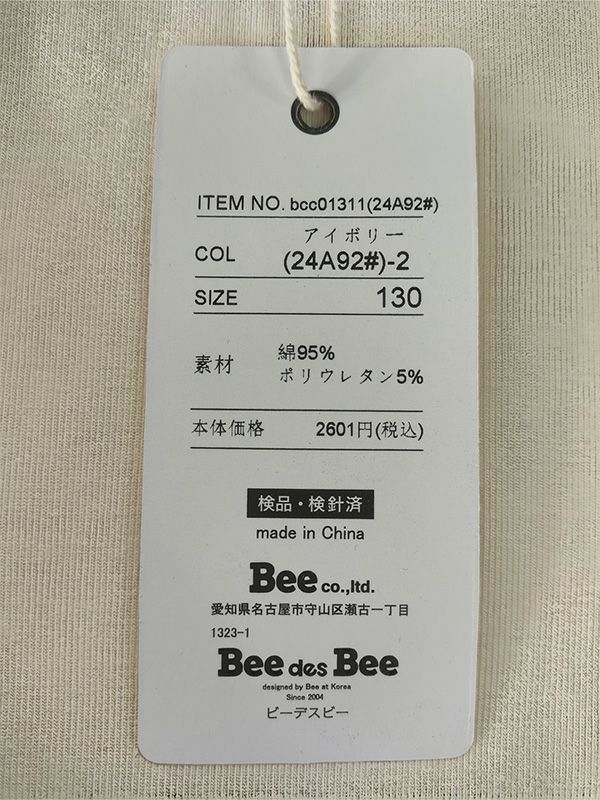 ITEM NO. bcc01311(24A92#)
アイボリー
COL (24A92#)-2
SIZE 130
素材 綿95%
ポリウレタン5%
本体価格 2601円(税込)
検品・検針済
made in China
Bee co.,ltd.
愛知県名古屋市守山区瀬古一丁目
1323-1
Bee des Bee
designed by Bee at Korea
Since 2004
ビーデスビー